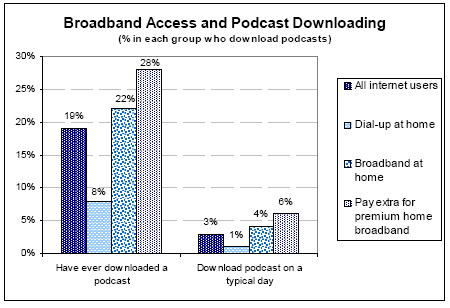 Broadband Access and Podcast Downloading
(% in each group who download podcasts)
30%
25%
20%
15%
10%
5%
0%
19%
8%
22%
28%
3%
1%
4%
6%
Have ever downloaded a
podcast
Download podcast on a
typical day
All internet users
Dial-up at home
Broadband at
home
Pay extra for
premium home
broadband